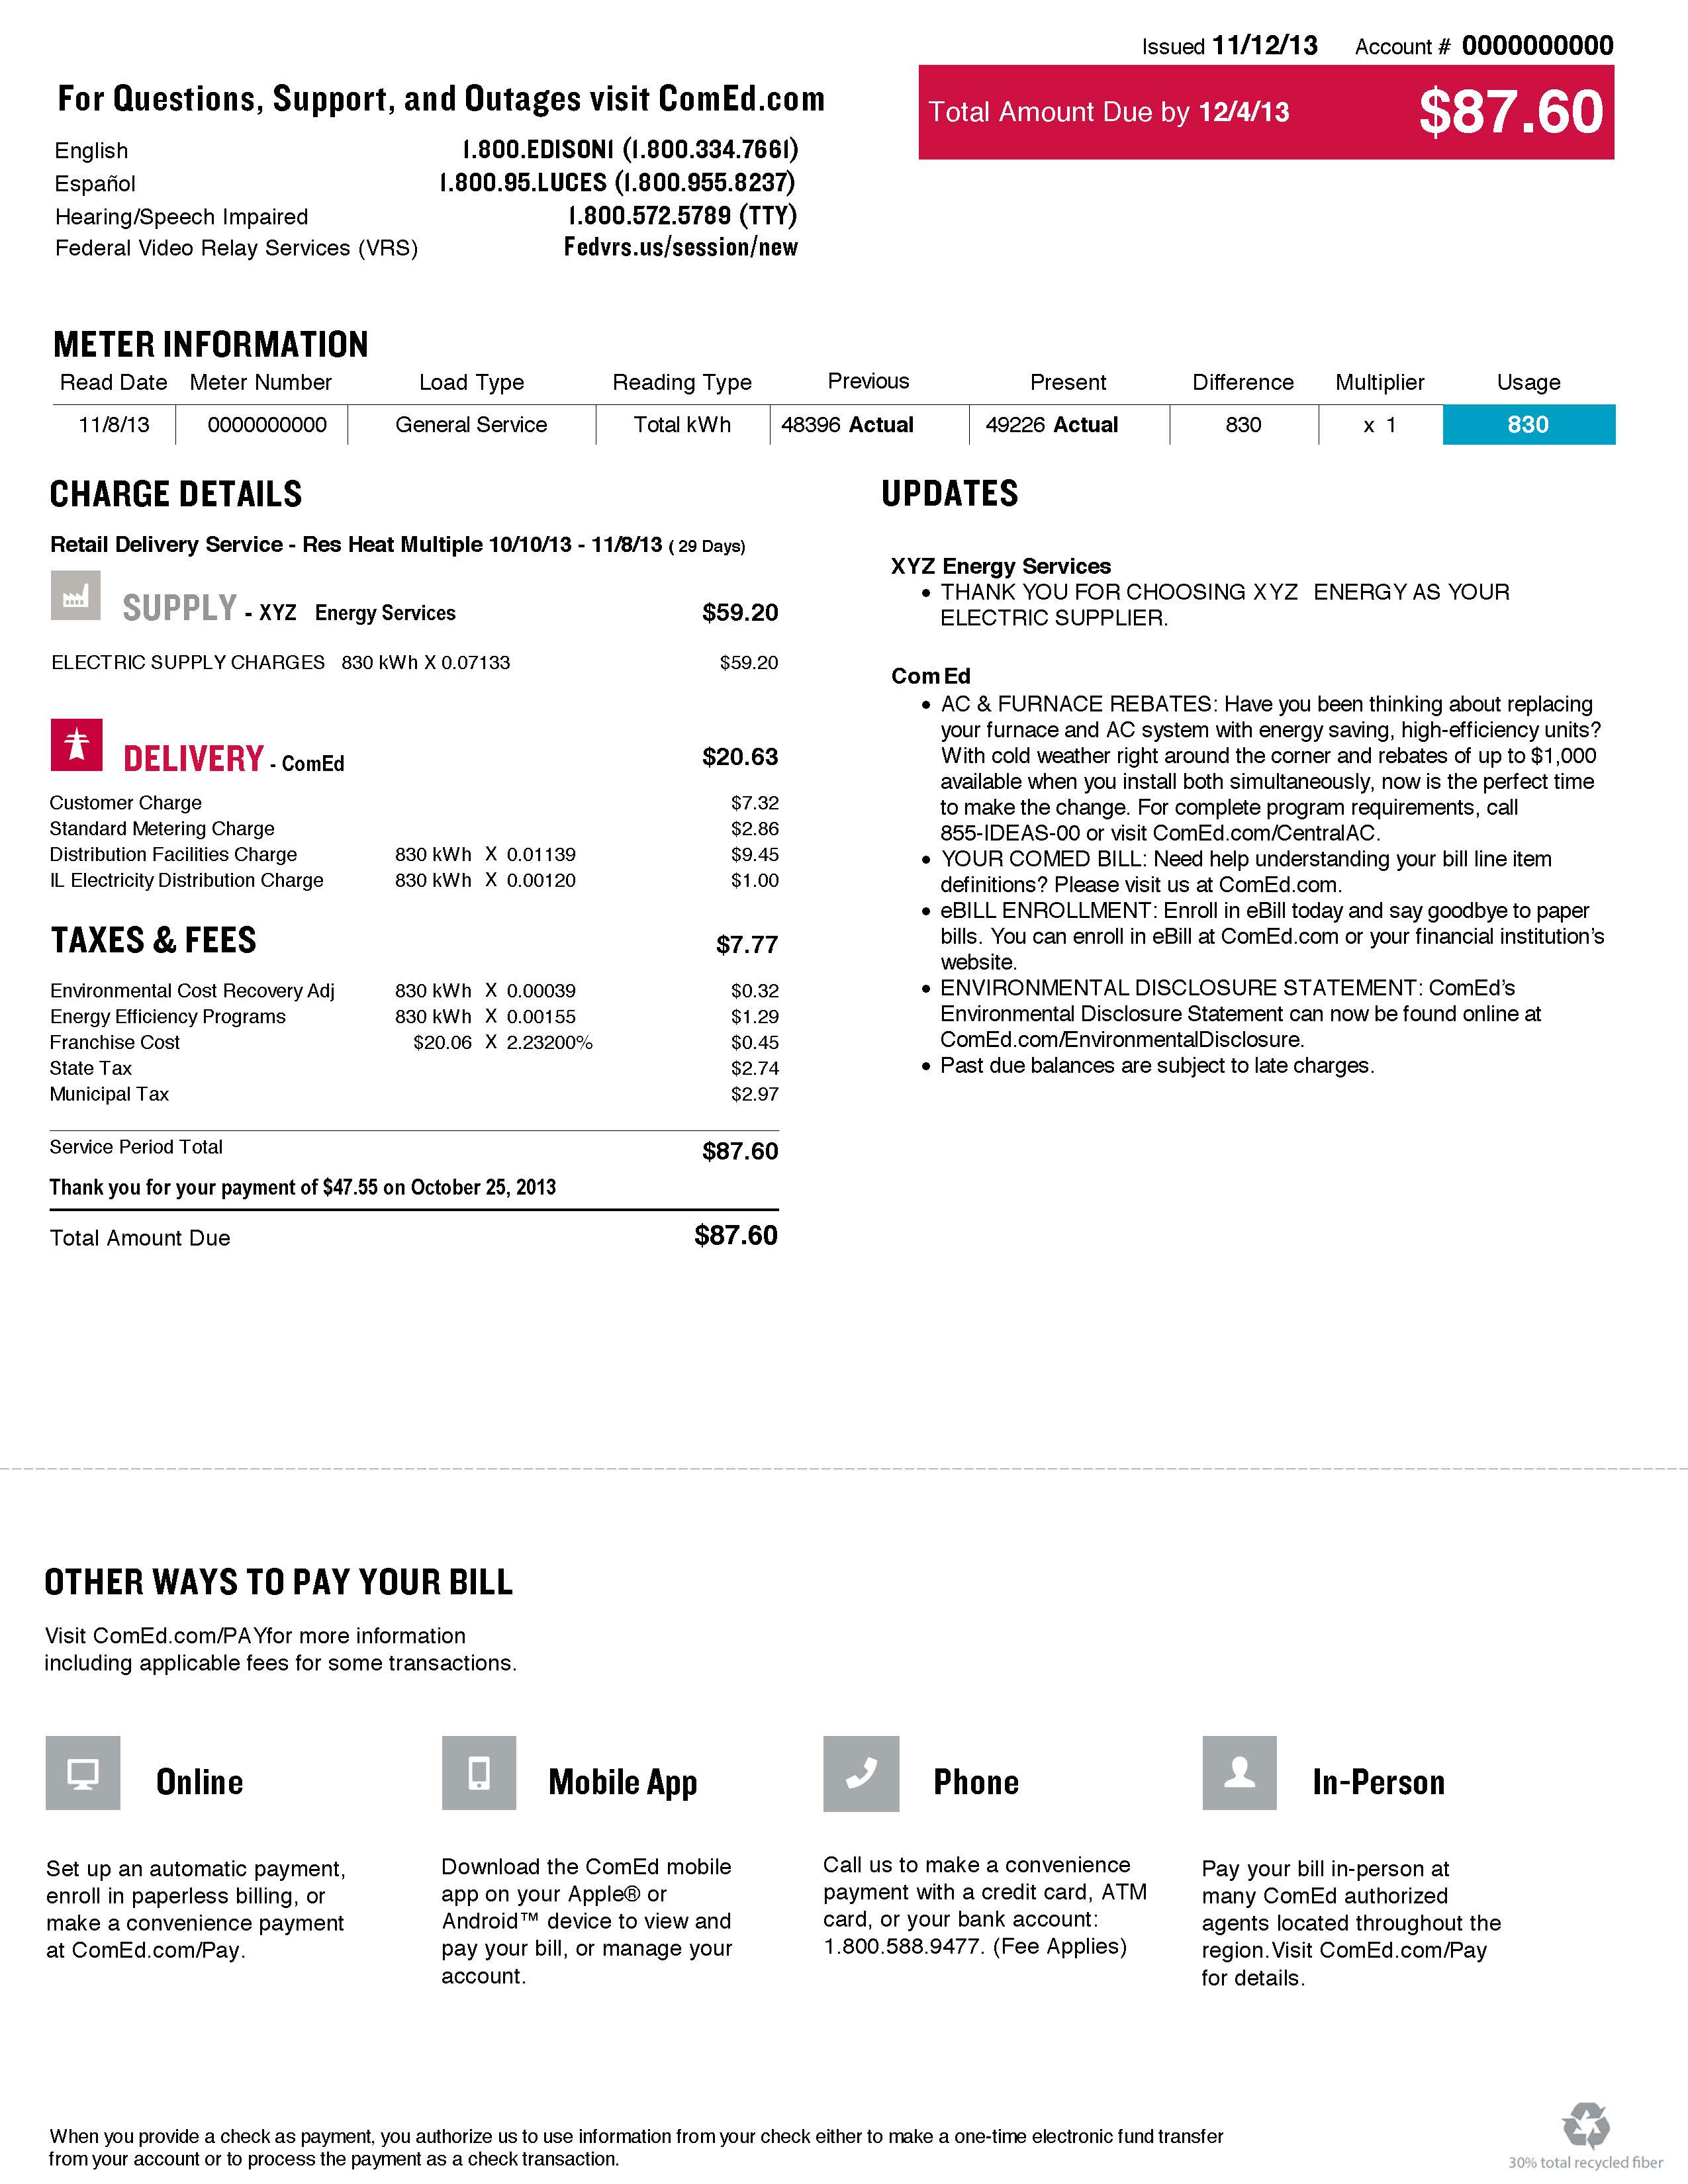 Issued 11/12/13 Account # 0000000000
For Questions, Support, and Outages visit ComEd.com
Total Amount Due by 12/4/13 $87.60
English 1.800.EDISON1 (1.800.334.7661)
Español 1.800.95.LUCES (1.800.955.8237)
Hearing/Speech Impaired 1.800.572.5789 (TTY)
Federal Video Relay Services (VRS) Fedvrs.us/session/new
METER INFORMATION
Read Date Meter Number Load Type Reading Type Previous Present Difference Multiplier Usage
11/8/13 0000000000 General Service Total kWh 48396 Actual 49226 Actual 830 x 1 830
CHARGE DETAILS
Retail Delivery Service - Res Heat Multiple 10/10/13 - 11/8/13 ( 29 Days)
SUPPLY - XYZ Energy Services $59.20
ELECTRIC SUPPLY CHARGES 830 kWh X 0.07133 $59.20
DELIVERY - ComEd $20.63
Customer Charge $7.32
Standard Metering Charge $2.86
Distribution Facilities Charge 830 kWh X 0.01139 $9.45
IL Electricity Distribution Charge 830 kWh X 0.00120 $1.00
TAXES & FEES $7.77
Environmental Cost Recovery Adj 830 kWh X 0.00039 $0.32
Energy Efficiency Programs 830 kWh X 0.00155 $1.29
Franchise Cost $20.06 X 2.23200% $0.45
State Tax $2.74
Municipal Tax $2.97
Service Period Total $87.60
Thank you for your payment of $47.55 on October 25, 2013
Total Amount Due $87.60
UPDATES
XYZ Energy Services
• THANK YOU FOR CHOOSING XYZ ENERGY AS YOUR
ELECTRIC SUPPLIER.
ComEd
• AC & FURNACE REBATES: Have you been thinking about replacing
your furnace and AC system with energy saving, high-efficiency units?
With cold weather right around the corner and rebates of up to $1,000
available when you install both simultaneously, now is the perfect time
to make the change. For complete program requirements, call
855-IDEAS-00 or visit ComEd.com/CentralAC.
• YOUR COMED BILL: Need help understanding your bill line item
definitions? Please visit us at ComEd.com.
• eBILL ENROLLMENT: Enroll in eBill today and say goodbye to paper
bills. You can enroll in eBill at ComEd.com or your financial institution’s
website.
• ENVIRONMENTAL DISCLOSURE STATEMENT: ComEd’s
Environmental Disclosure Statement can now be found online at
ComEd.com/EnvironmentalDisclosure.
• Past due balances are subject to late charges.
OTHER WAYS TO PAY YOUR BILL
Visit ComEd.com/PAYfor more information
including applicable fees for some transactions.
Online
Set up an automatic payment,
enroll in paperless billing, or
make a convenience payment
at ComEd.com/Pay.
Mobile App
Download the ComEd mobile
app on your Apple® or
Android™ device to view and
pay your bill, or manage your
account.
Phone
Call us to make a convenience
payment with a credit card, ATM
card, or your bank account:
1.800.588.9477. (Fee Applies)
In-Person
Pay your bill in-person at
many ComEd authorized
agents located throughout the
region.Visit ComEd.com/Pay
for details.
When you provide a check as payment, you authorize us to use information from your check either to make a one-time electronic fund transfer
from your account or to process the payment as a check transaction.
30% total recycled fiber